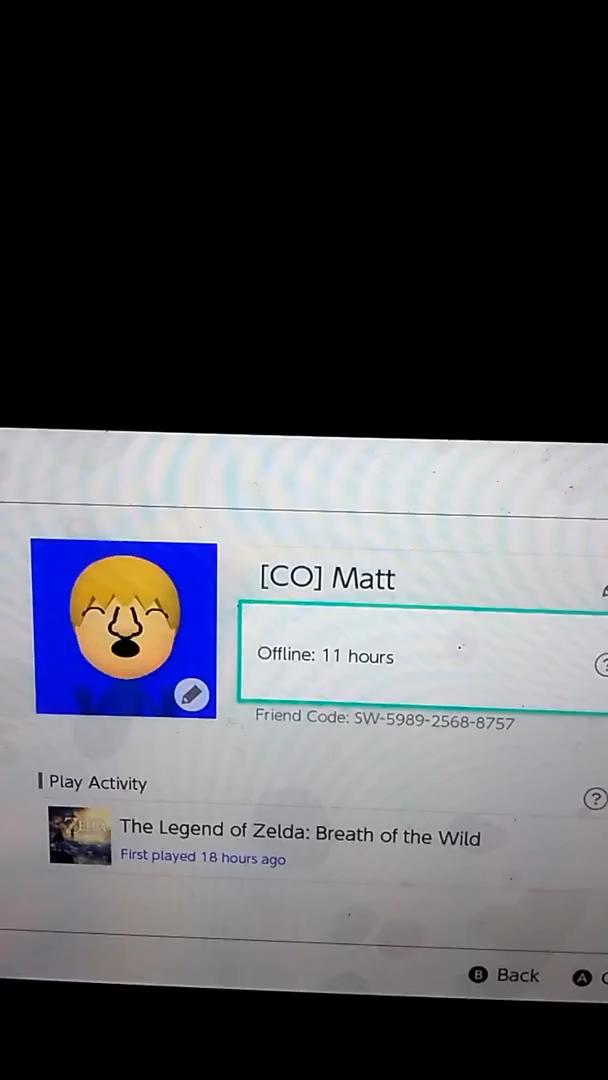 [CO] Matt
Offline: 11 hours
?
Friend Code: SW-5989-2568-8757
Play Activity
?
ZELDA
The Legend of Zelda: Breath of the Wild
First played 18 hours ago
B Back
A